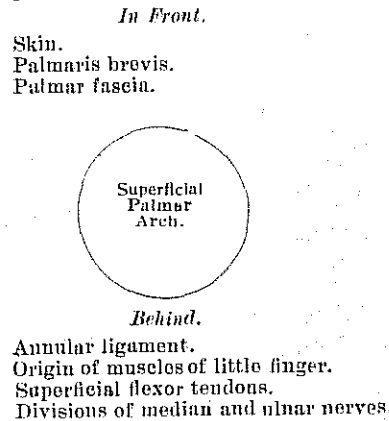 In Front.
Skin.
Palmaris brevis.
Palmar fascia.
Superficial
Palmar
Arch.
Behind.
Annular ligament.
Origin of muscles of little finger.
Superficial flexor tendons.
Divisions of median and ulnar nerves